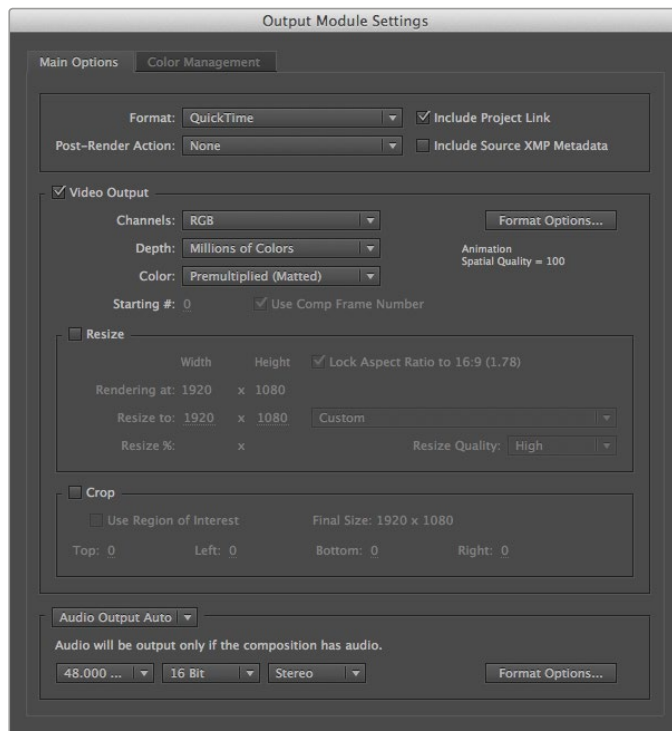 Output Module Settings
Main Options Color Management
Format: QuickTime Include Project Link
Post-Render Action: None Include Source XMP Metadata
Video Output
Channels: RGB Format Options...
Depth: Millions of Colors Animation
Spatial Quality = 100
Color: Premultiplied (Matted)
Starting #: 0 Use Comp Frame Number
Resize
Width Height Lock Aspect Ratio to 16:9 (1.78)
Rendering at: 1920 x 1080
Resize to: 1920 x 1080 Custom
Resize %: x Resize Quality: High
Crop
Use Region of Interest Final Size: 1920 x 1080
Top: 0 Left: 0 Bottom: 0 Right: 0
Audio Output Auto
Audio will be output only if the composition has audio.
48.000 ... 16 Bit Stereo Format Options...